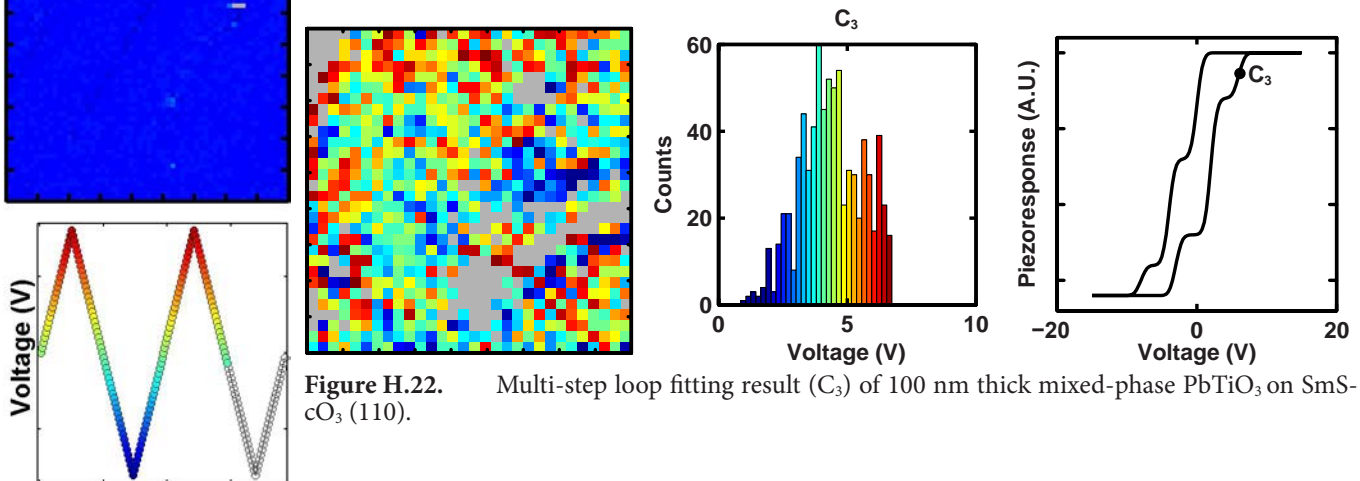 C₃
60
40
20
0
Counts
0 5 10
Voltage (V)
Piezoresponse (A.U.)
C₃
−20 0 20
Voltage (V)
Voltage (V)
Figure H.22. Multi-step loop fitting result (C₃) of 100 nm thick mixed-phase PbTiO₃ on SmS-
cO₃ (110).